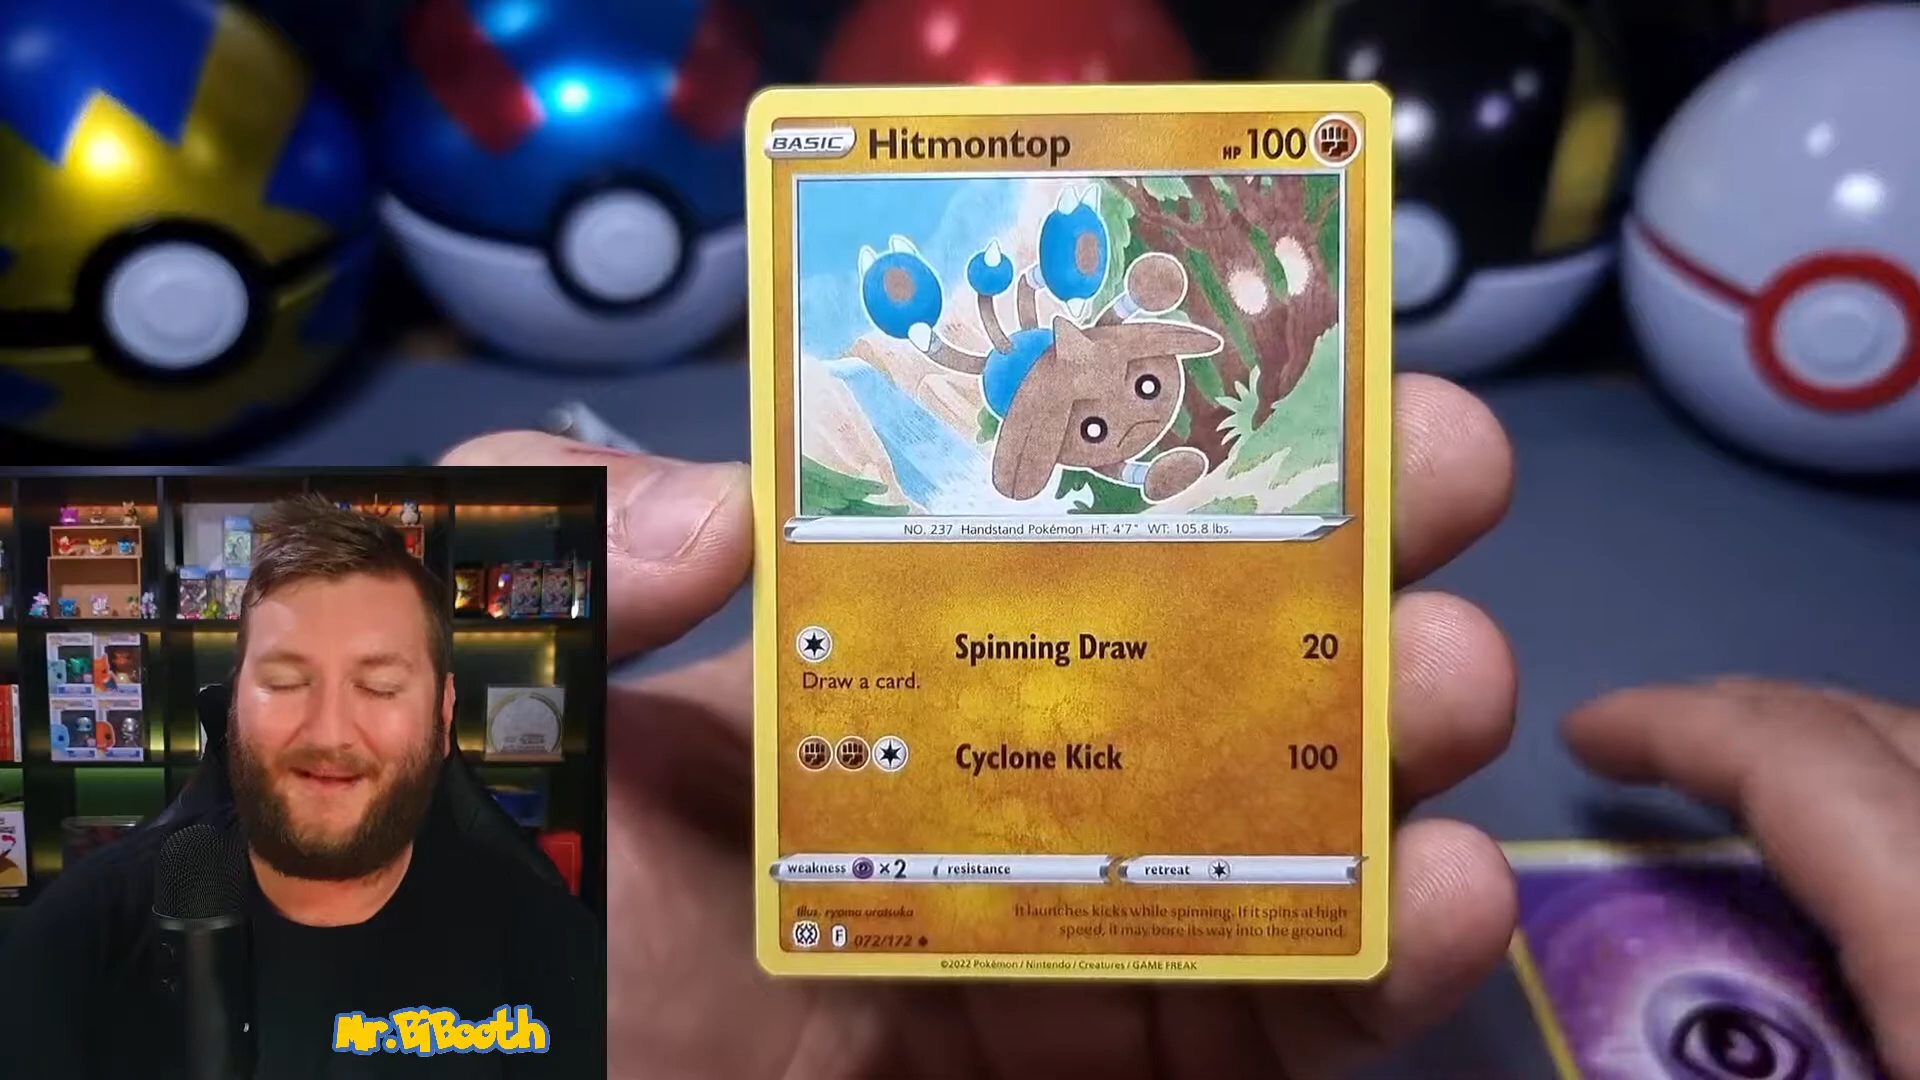 BASIC Hitmontop HP 100
NO. 237 Handstand Pokémon HT: 4'7" WT: 105.8 lbs.
Spinning Draw 20
Draw a card.
Cyclone Kick 100
weakness ×2 resistance retreat
Illus. ryoma uratsuka
It launches kicks while spinning. If it spins at high
speed, it may bore its way into the ground.
F 072/172
©2022 Pokémon / Nintendo / Creatures / GAME FREAK
Mr.BiBooth